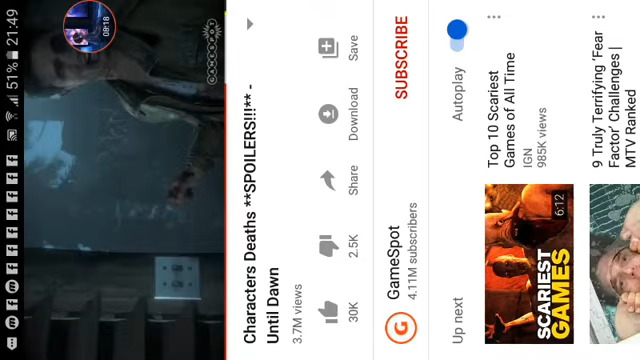 51% 21:49
08:18
GAMESPOT
Characters Deaths **SPOILERS!!!** -
Until Dawn
3.7M views
30K
2.5K
Share
Download
Save
GameSpot
4.11M subscribers
SUBSCRIBE
Up next
Autoplay
SCARIEST
GAMES
6:12
Top 10 Scariest
Games of All Time
IGN
985K views
9 Truly Terrifying 'Fear
Factor' Challenges |
MTV Ranked